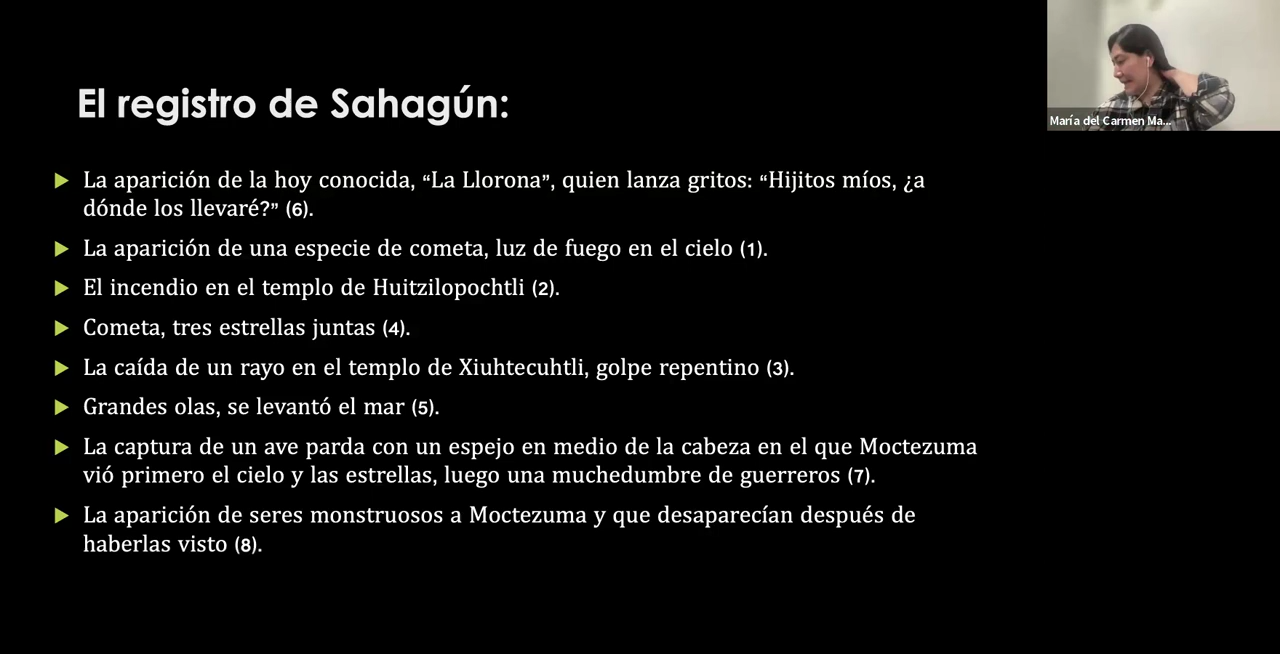 El registro de Sahagún:
María del Carmen Ma...
▶ La aparición de la hoy conocida, “La Llorona”, quien lanza gritos: “Hijitos míos, ¿a
dónde los llevaré?” (6).
▶ La aparición de una especie de cometa, luz de fuego en el cielo (1).
▶ El incendio en el templo de Huitzilopochtli (2).
▶ Cometa, tres estrellas juntas (4).
▶ La caída de un rayo en el templo de Xiuhtecuhtli, golpe repentino (3).
▶ Grandes olas, se levantó el mar (5).
▶ La captura de un ave parda con un espejo en medio de la cabeza en el que Moctezuma
vió primero el cielo y las estrellas, luego una muchedumbre de guerreros (7).
▶ La aparición de seres monstruosos a Moctezuma y que desaparecían después de
haberlas visto (8).